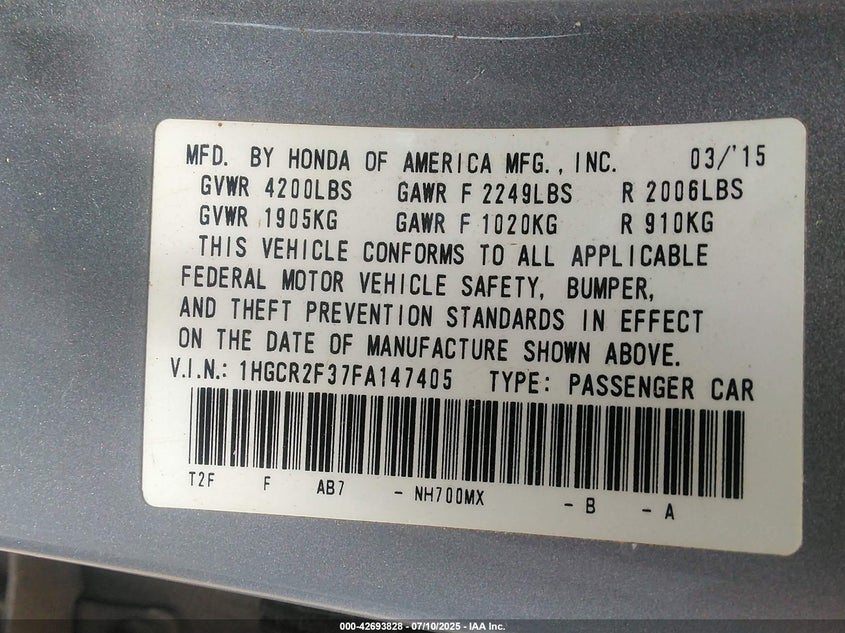 MFD. BY HONDA OF AMERICA MFG., INC. 03/'15
GVWR 4200LBS GAWR F 2249LBS R 2006LBS
GVWR 1905KG GAWR F 1020KG R 910KG
THIS VEHICLE CONFORMS TO ALL APPLICABLE
FEDERAL MOTOR VEHICLE SAFETY, BUMPER,
AND THEFT PREVENTION STANDARDS IN EFFECT
ON THE DATE OF MANUFACTURE SHOWN ABOVE.
V.I.N.: 1HGCR2F37FA147405 TYPE: PASSENGER CAR
T2F F AB7 - NH700MX - B - A
000-42693828 - 07/10/2025 - IAA Inc.